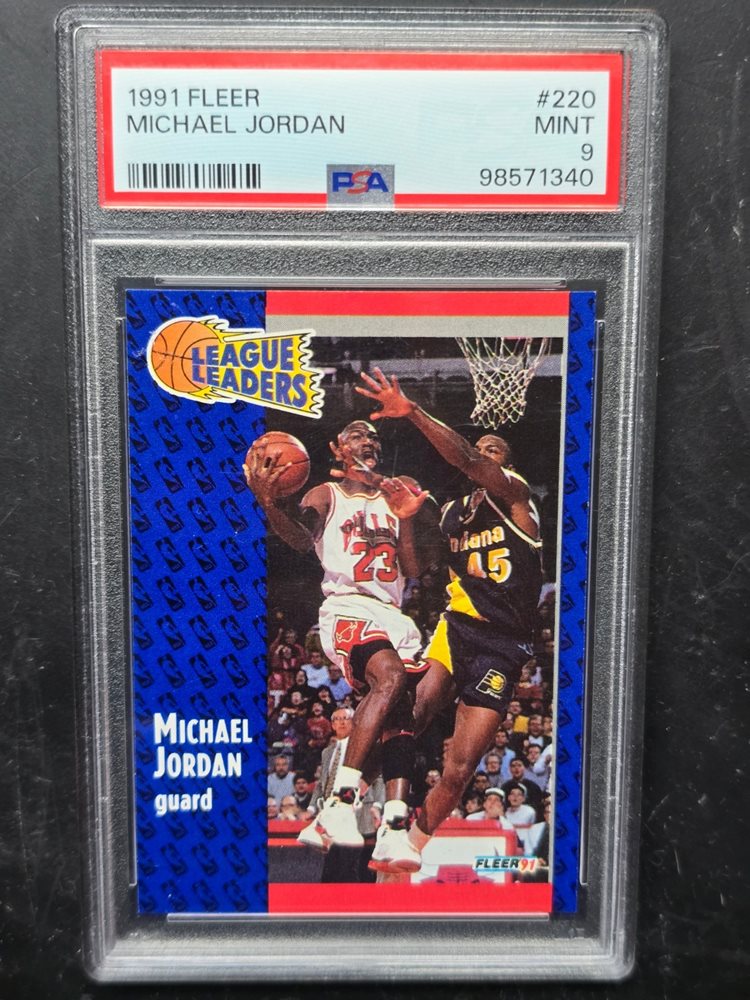 1991 FLEER #220
MICHAEL JORDAN MINT
9
PSA 98571340
LEAGUE
LEADERS
BULLS
23
ndiana
45
MICHAEL
JORDAN
guard
FLEER 91